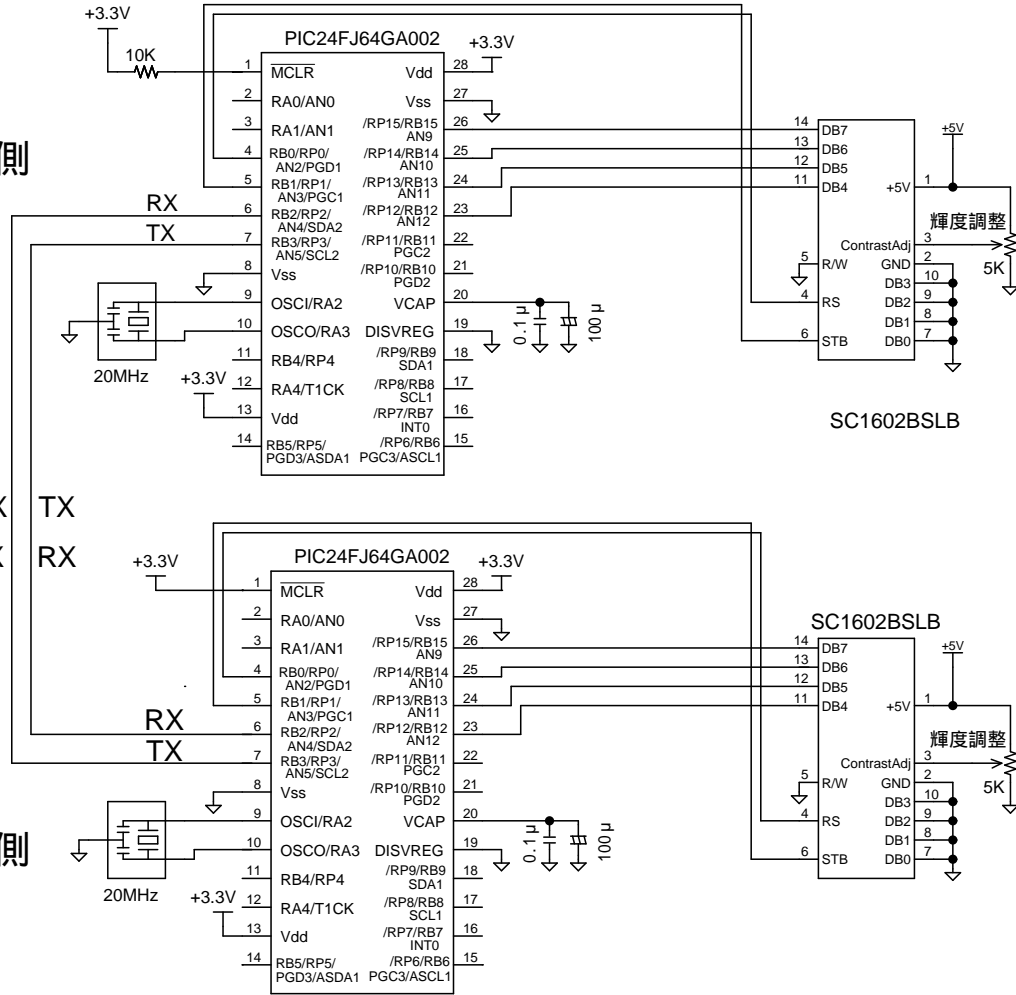 +3.3V
PIC24FJ64GA002
+3.3V
10K
1
MCLR
Vdd
28
2
RA0/AN0
Vss
27
3
RA1/AN1
/RP15/RB15
AN9
26
4
RB0/RP0/
AN2/PGD1
/RP14/RB14
AN10
25
5
RB1/RP1/
AN3/PGC1
/RP13/RB13
AN11
24
6
RB2/RP2/
AN4/SDA2
/RP12/RB12
AN12
23
7
RB3/RP3/
AN5/SCL2
/RP11/RB11
PGC2
22
8
Vss
/RP10/RB10
PGD2
21
9
OSCI/RA2
VCAP
20
10
OSCO/RA3
DISVREG
19
11
RB4/RP4
/RP9/RB9
SDA1
18
12
RA4/T1CK
/RP8/RB8
SCL1
17
13
Vdd
/RP7/RB7
INT0
16
14
RB5/RP5/
PGD3/ASDA1
/RP6/RB6
PGC3/ASCL1
15
側
RX
TX
20MHz
+3.3V
0.1μ
100μ
14
DB7
13
DB6
12
DB5
11
DB4
+5V
1
+5V
輝度調整
ContrastAdj
3
5K
5
R/W
GND
2
DB3
10
4
RS
DB2
9
DB1
8
6
STB
DB0
7
SC1602BSLB
X
TX
X
RX
+3.3V
PIC24FJ64GA002
+3.3V
1
MCLR
Vdd
28
2
RA0/AN0
Vss
27
3
RA1/AN1
/RP15/RB15
AN9
26
4
RB0/RP0/
AN2/PGD1
/RP14/RB14
AN10
25
5
RB1/RP1/
AN3/PGC1
/RP13/RB13
AN11
24
6
RB2/RP2/
AN4/SDA2
/RP12/RB12
AN12
23
7
RB3/RP3/
AN5/SCL2
/RP11/RB11
PGC2
22
8
Vss
/RP10/RB10
PGD2
21
9
OSCI/RA2
VCAP
20
10
OSCO/RA3
DISVREG
19
11
RB4/RP4
/RP9/RB9
SDA1
18
12
RA4/T1CK
/RP8/RB8
SCL1
17
13
Vdd
/RP7/RB7
INT0
16
14
RB5/RP5/
PGD3/ASDA1
/RP6/RB6
PGC3/ASCL1
15
RX
TX
側
20MHz
+3.3V
0.1μ
100μ
SC1602BSLB
14
DB7
13
DB6
12
DB5
11
DB4
+5V
1
+5V
輝度調整
ContrastAdj
3
5K
5
R/W
GND
2
DB3
10
4
RS
DB2
9
DB1
8
6
STB
DB0
7